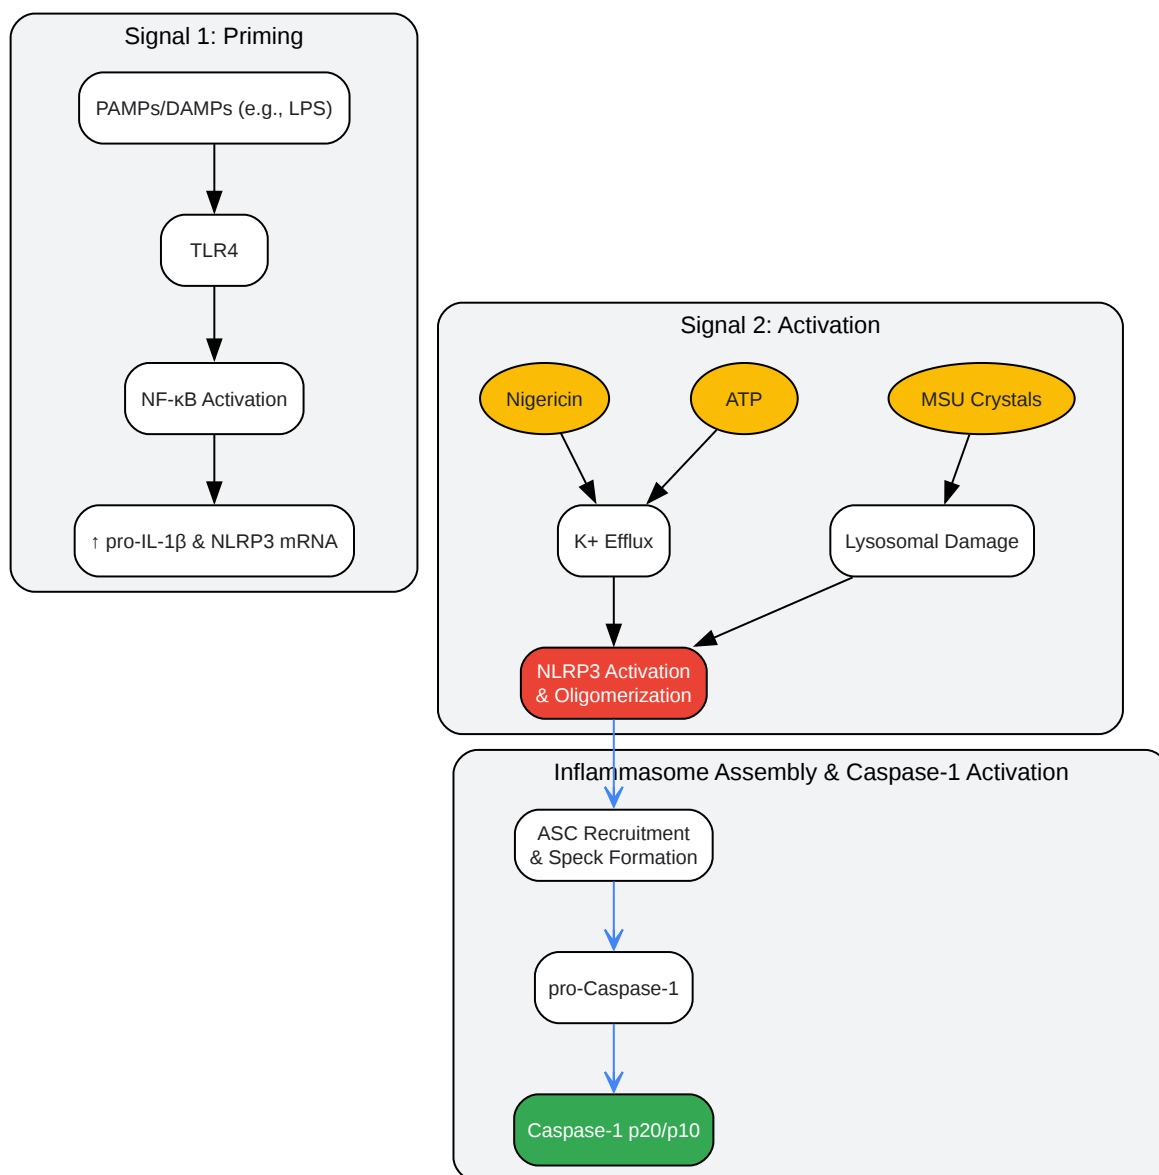 Signal 1: Priming
PAMPs/DAMPs (e.g., LPS)
TLR4
NF-κB Activation
↑ pro-IL-1β & NLRP3 mRNA
Signal 2: Activation
Nigericin
ATP
MSU Crystals
K+ Efflux
Lysosomal Damage
NLRP3 Activation
& Oligomerization
Inflammasome Assembly & Caspase-1 Activation
ASC Recruitment
& Speck Formation
pro-Caspase-1
Caspase-1 p20/p10